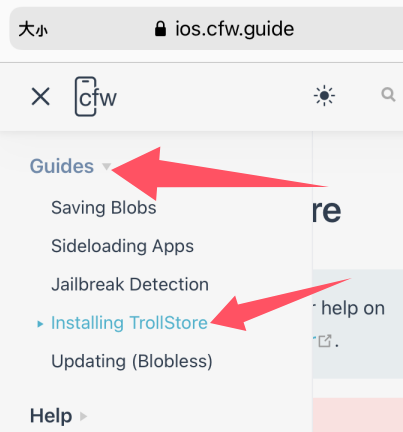 大小 ios.cfw.guide
cfw
Guides
re
Saving Blobs
Sideloading Apps
Jailbreak Detection
r help on
Installing TrollStore
.
Updating (Blobless)
Help